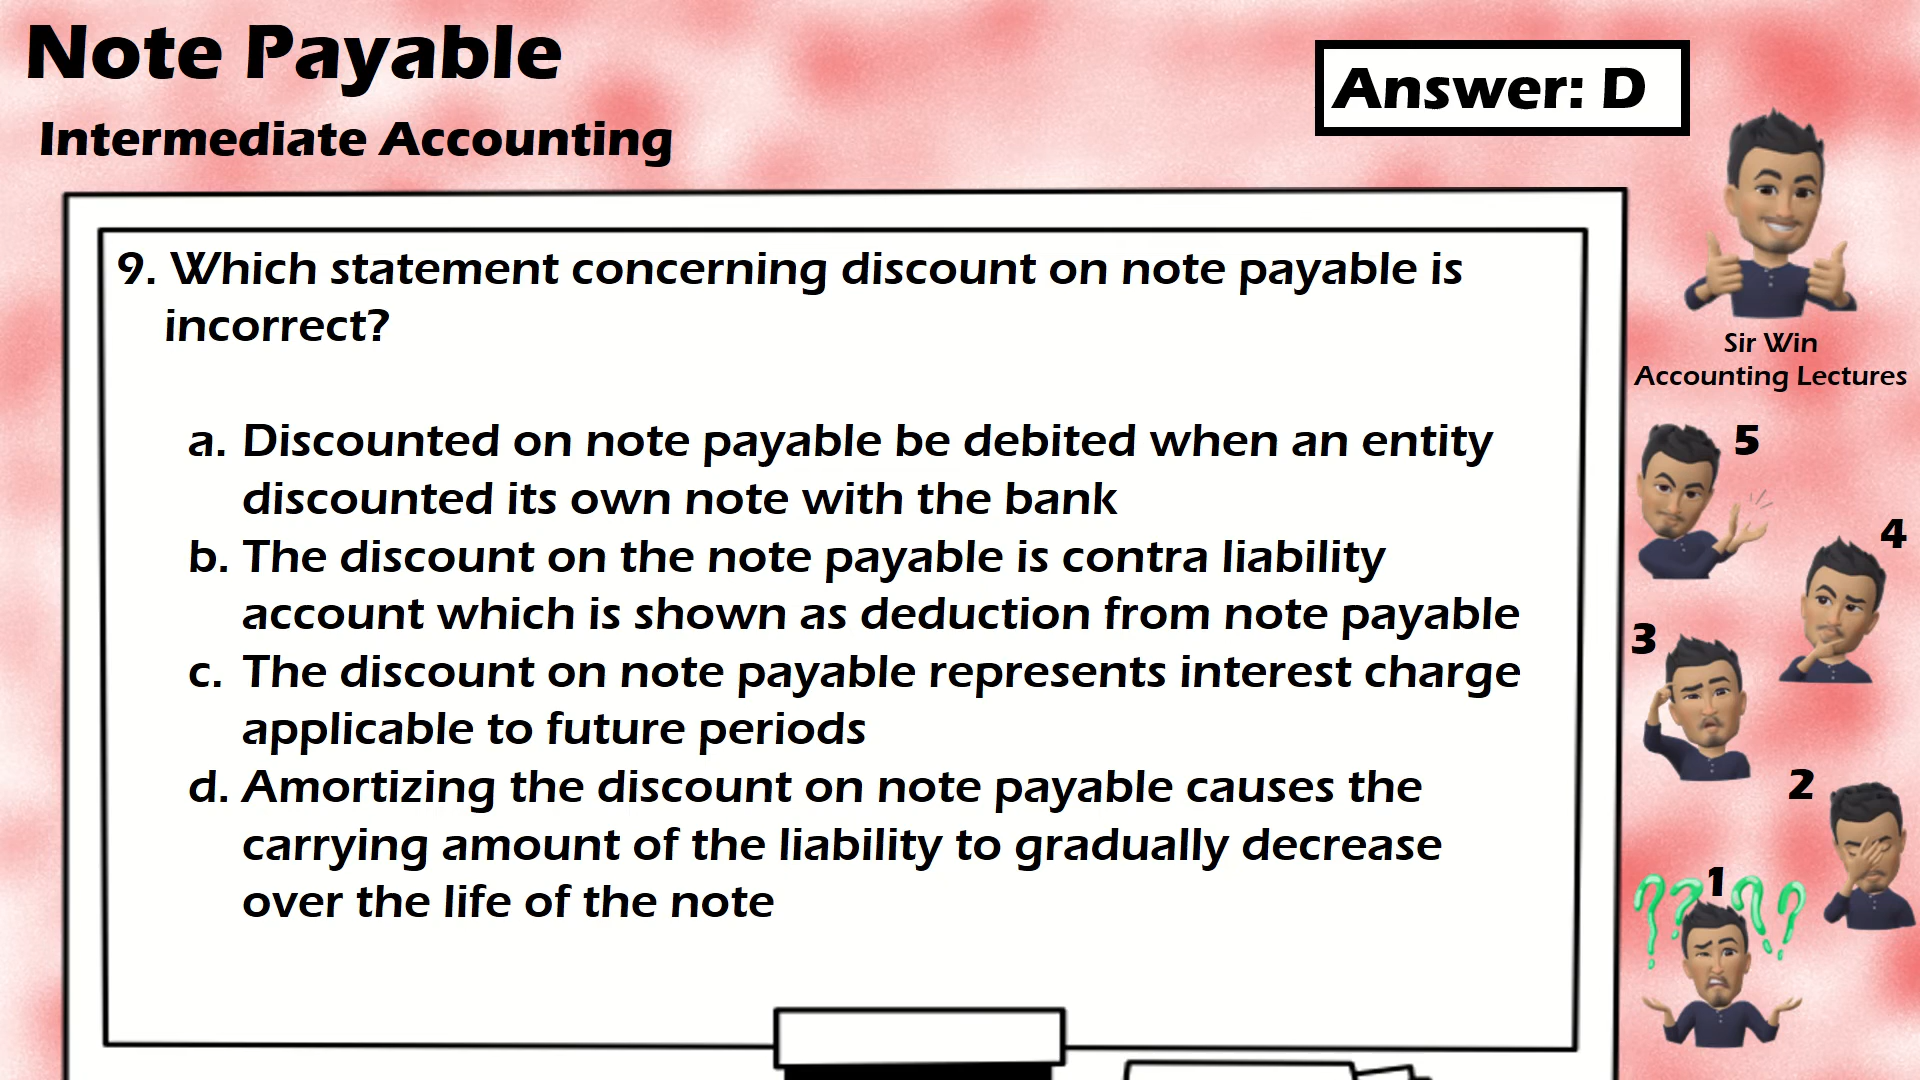 Note Payable
Intermediate Accounting
Answer: D
9. Which statement concerning discount on note payable is
incorrect?
a. Discounted on note payable be debited when an entity
discounted its own note with the bank
b. The discount on the note payable is contra liability
account which is shown as deduction from note payable
c. The discount on note payable represents interest charge
applicable to future periods
d. Amortizing the discount on note payable causes the
carrying amount of the liability to gradually decrease
over the life of the note
Sir Win
Accounting Lectures
5
4
3
2
1
????